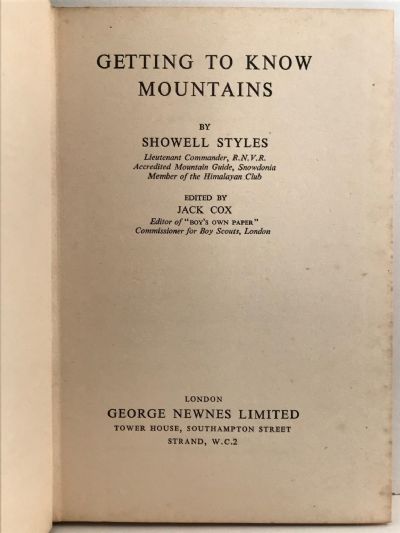 GETTING TO KNOW
MOUNTAINS
BY
SHOWELL STYLES
Lieutenant Commander, R.N.V.R.
Accredited Mountain Guide, Snowdonia
Member of the Himalayan Club
EDITED BY
JACK COX
Editor of "BOY'S OWN PAPER"
Commissioner for Boy Scouts, London
LONDON
GEORGE NEWNES LIMITED
TOWER HOUSE, SOUTHAMPTON STREET
STRAND, W.C.2